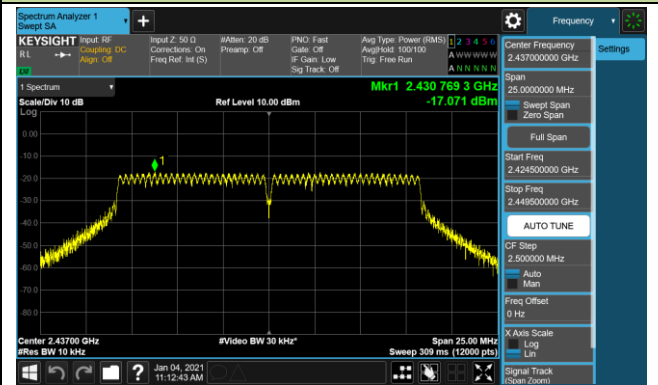 Spectrum Analyzer 1
Swept SA
Frequency
KEYSIGHT
RL
Input: RF
Coupling: DC
Align: Off
Input Z: 50 Ω
Corrections: On
Freq Ref: Int (S)
#Atten: 20 dB
Preamp: Off
PNO: Fast
Gate: Off
IF Gain: Low
Sig Track: Off
Avg Type: Power (RMS)
Avg|Hold: 100/100
Trig: Free Run
1 2 3 4 5 6
A W W W W W
A N N N N N
1 Spectrum
Scale/Div 10 dB
Ref Level 10.00 dBm
Mkr1 2.430 769 3 GHz
-17.071 dBm
Log
0.00
-10.0
-20.0
-30.0
-40.0
-50.0
-60.0
-70.0
-80.0
1
Center 2.43700 GHz
#Res BW 10 kHz
#Video BW 30 kHz*
Span 25.00 MHz
Sweep 309 ms (12000 pts)
Jan 04, 2021
11:12:43 AM
?
Center Frequency
2.437000000 GHz
Span
25.0000000 MHz
Swept Span
Zero Span
Full Span
Start Freq
2.424500000 GHz
Stop Freq
2.449500000 GHz
AUTO TUNE
CF Step
2.500000 MHz
Auto
Man
Freq Offset
0 Hz
X Axis Scale
Log
Lin
Signal Track
(Span Zoom)
Settings